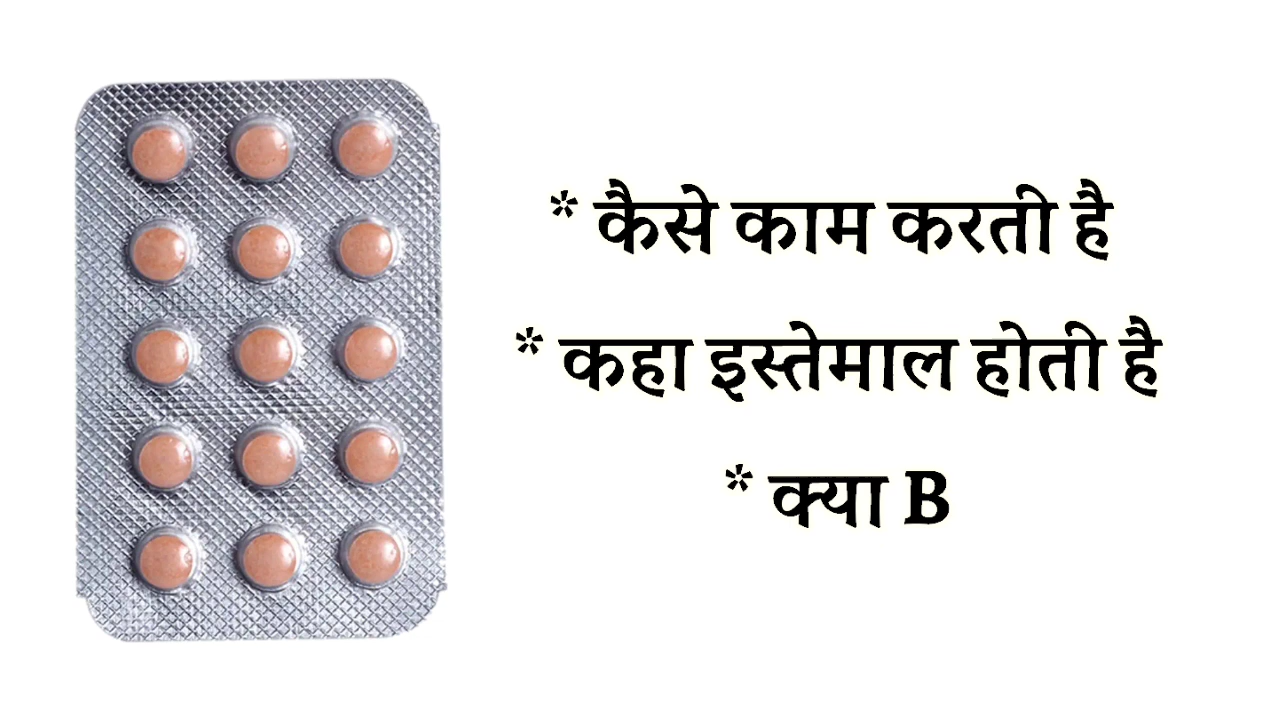 * कैसे काम करती है
* कहा इस्तेमाल होती है
* क्या B